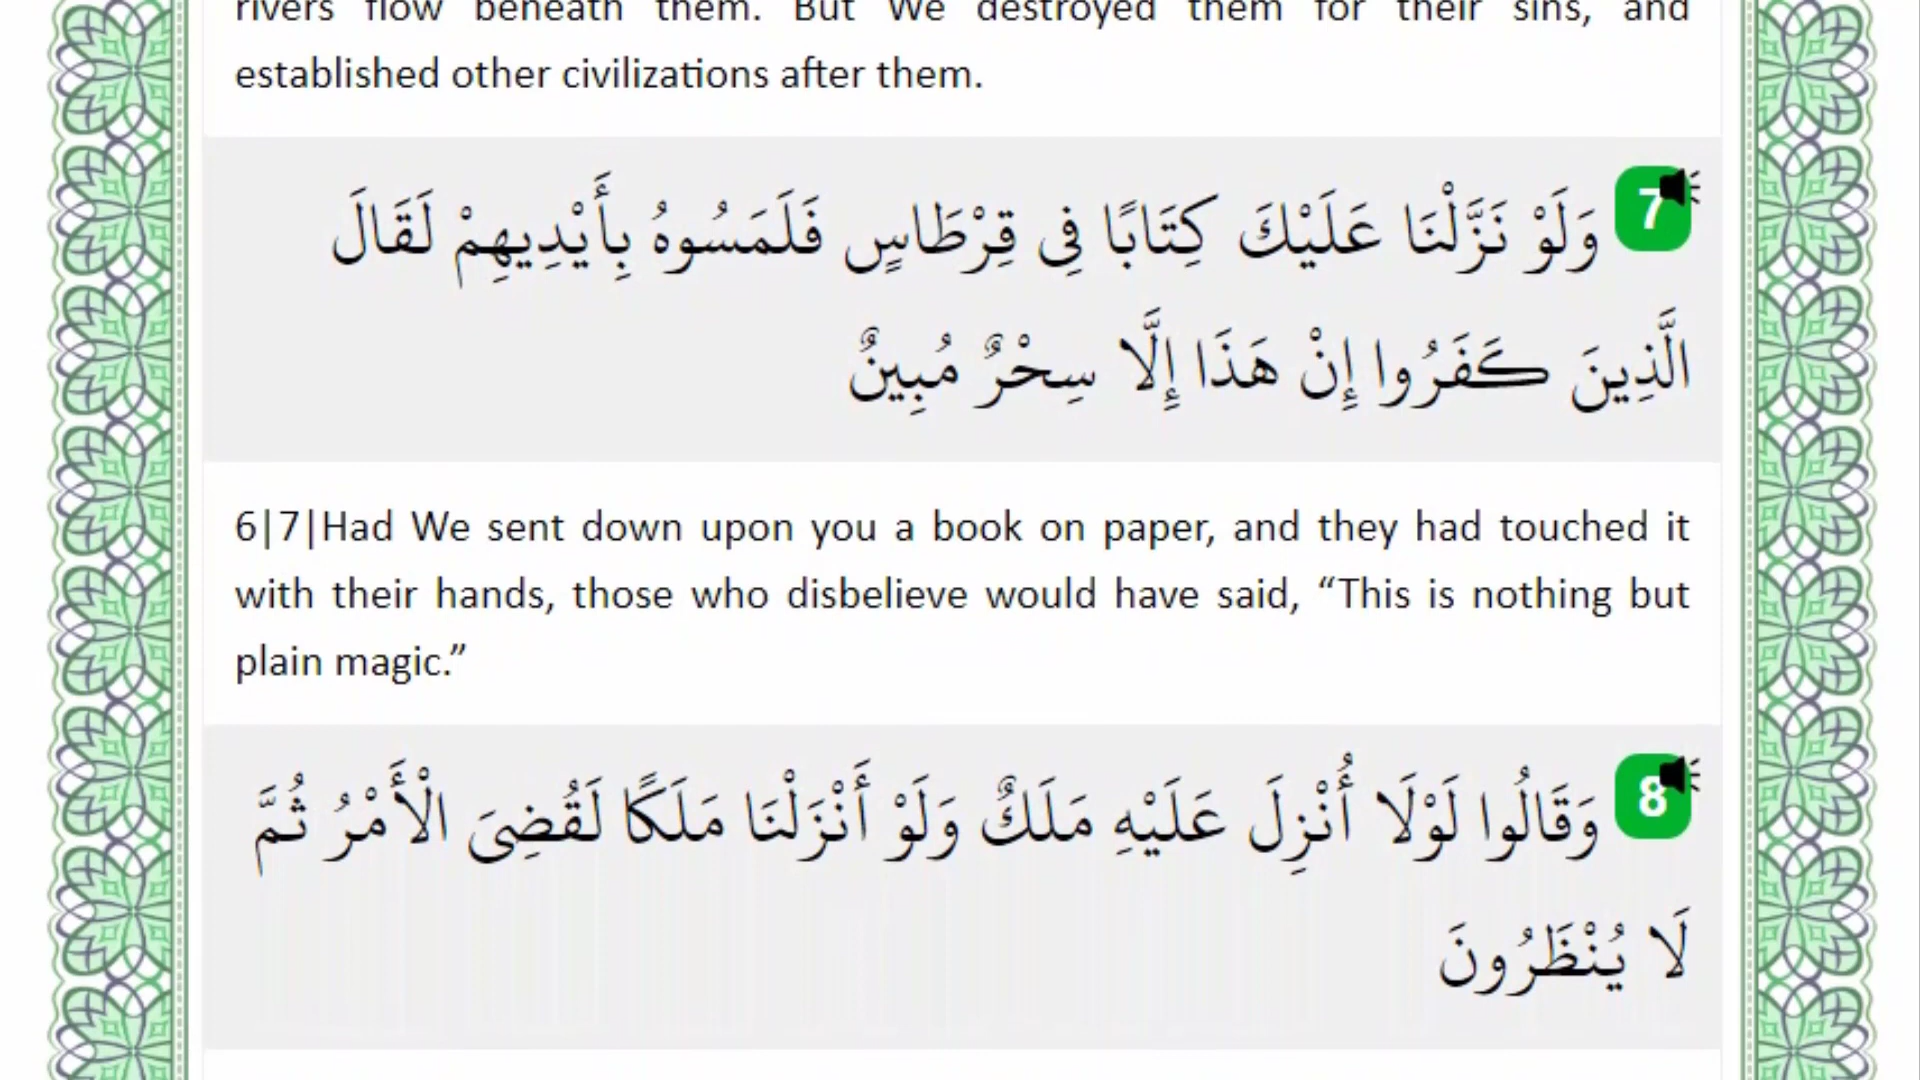 rivers flow beneath them. But We destroyed them for their sins, and
established other civilizations after them.
7 وَلَوْ نَزَّلْنَا عَلَيْكَ كِتَابًا فِى قِرْطَاسٍ فَلَمَسُوهُ بِأَيْدِيهِمْ لَقَالَ
الَّذِينَ كَفَرُوا إِنْ هَذَا إِلَّا سِحْرٌ مُبِينٌ
6|7|Had We sent down upon you a book on paper, and they had touched it
with their hands, those who disbelieve would have said, “This is nothing but
plain magic.”
8 وَقَالُوا لَوْلَا أُنْزِلَ عَلَيْهِ مَلَكٌ وَلَوْ أَنْزَلْنَا مَلَكًا لَقُضِىَ الْأَمْرُ ثُمَّ
لَا يُنْظَرُونَ